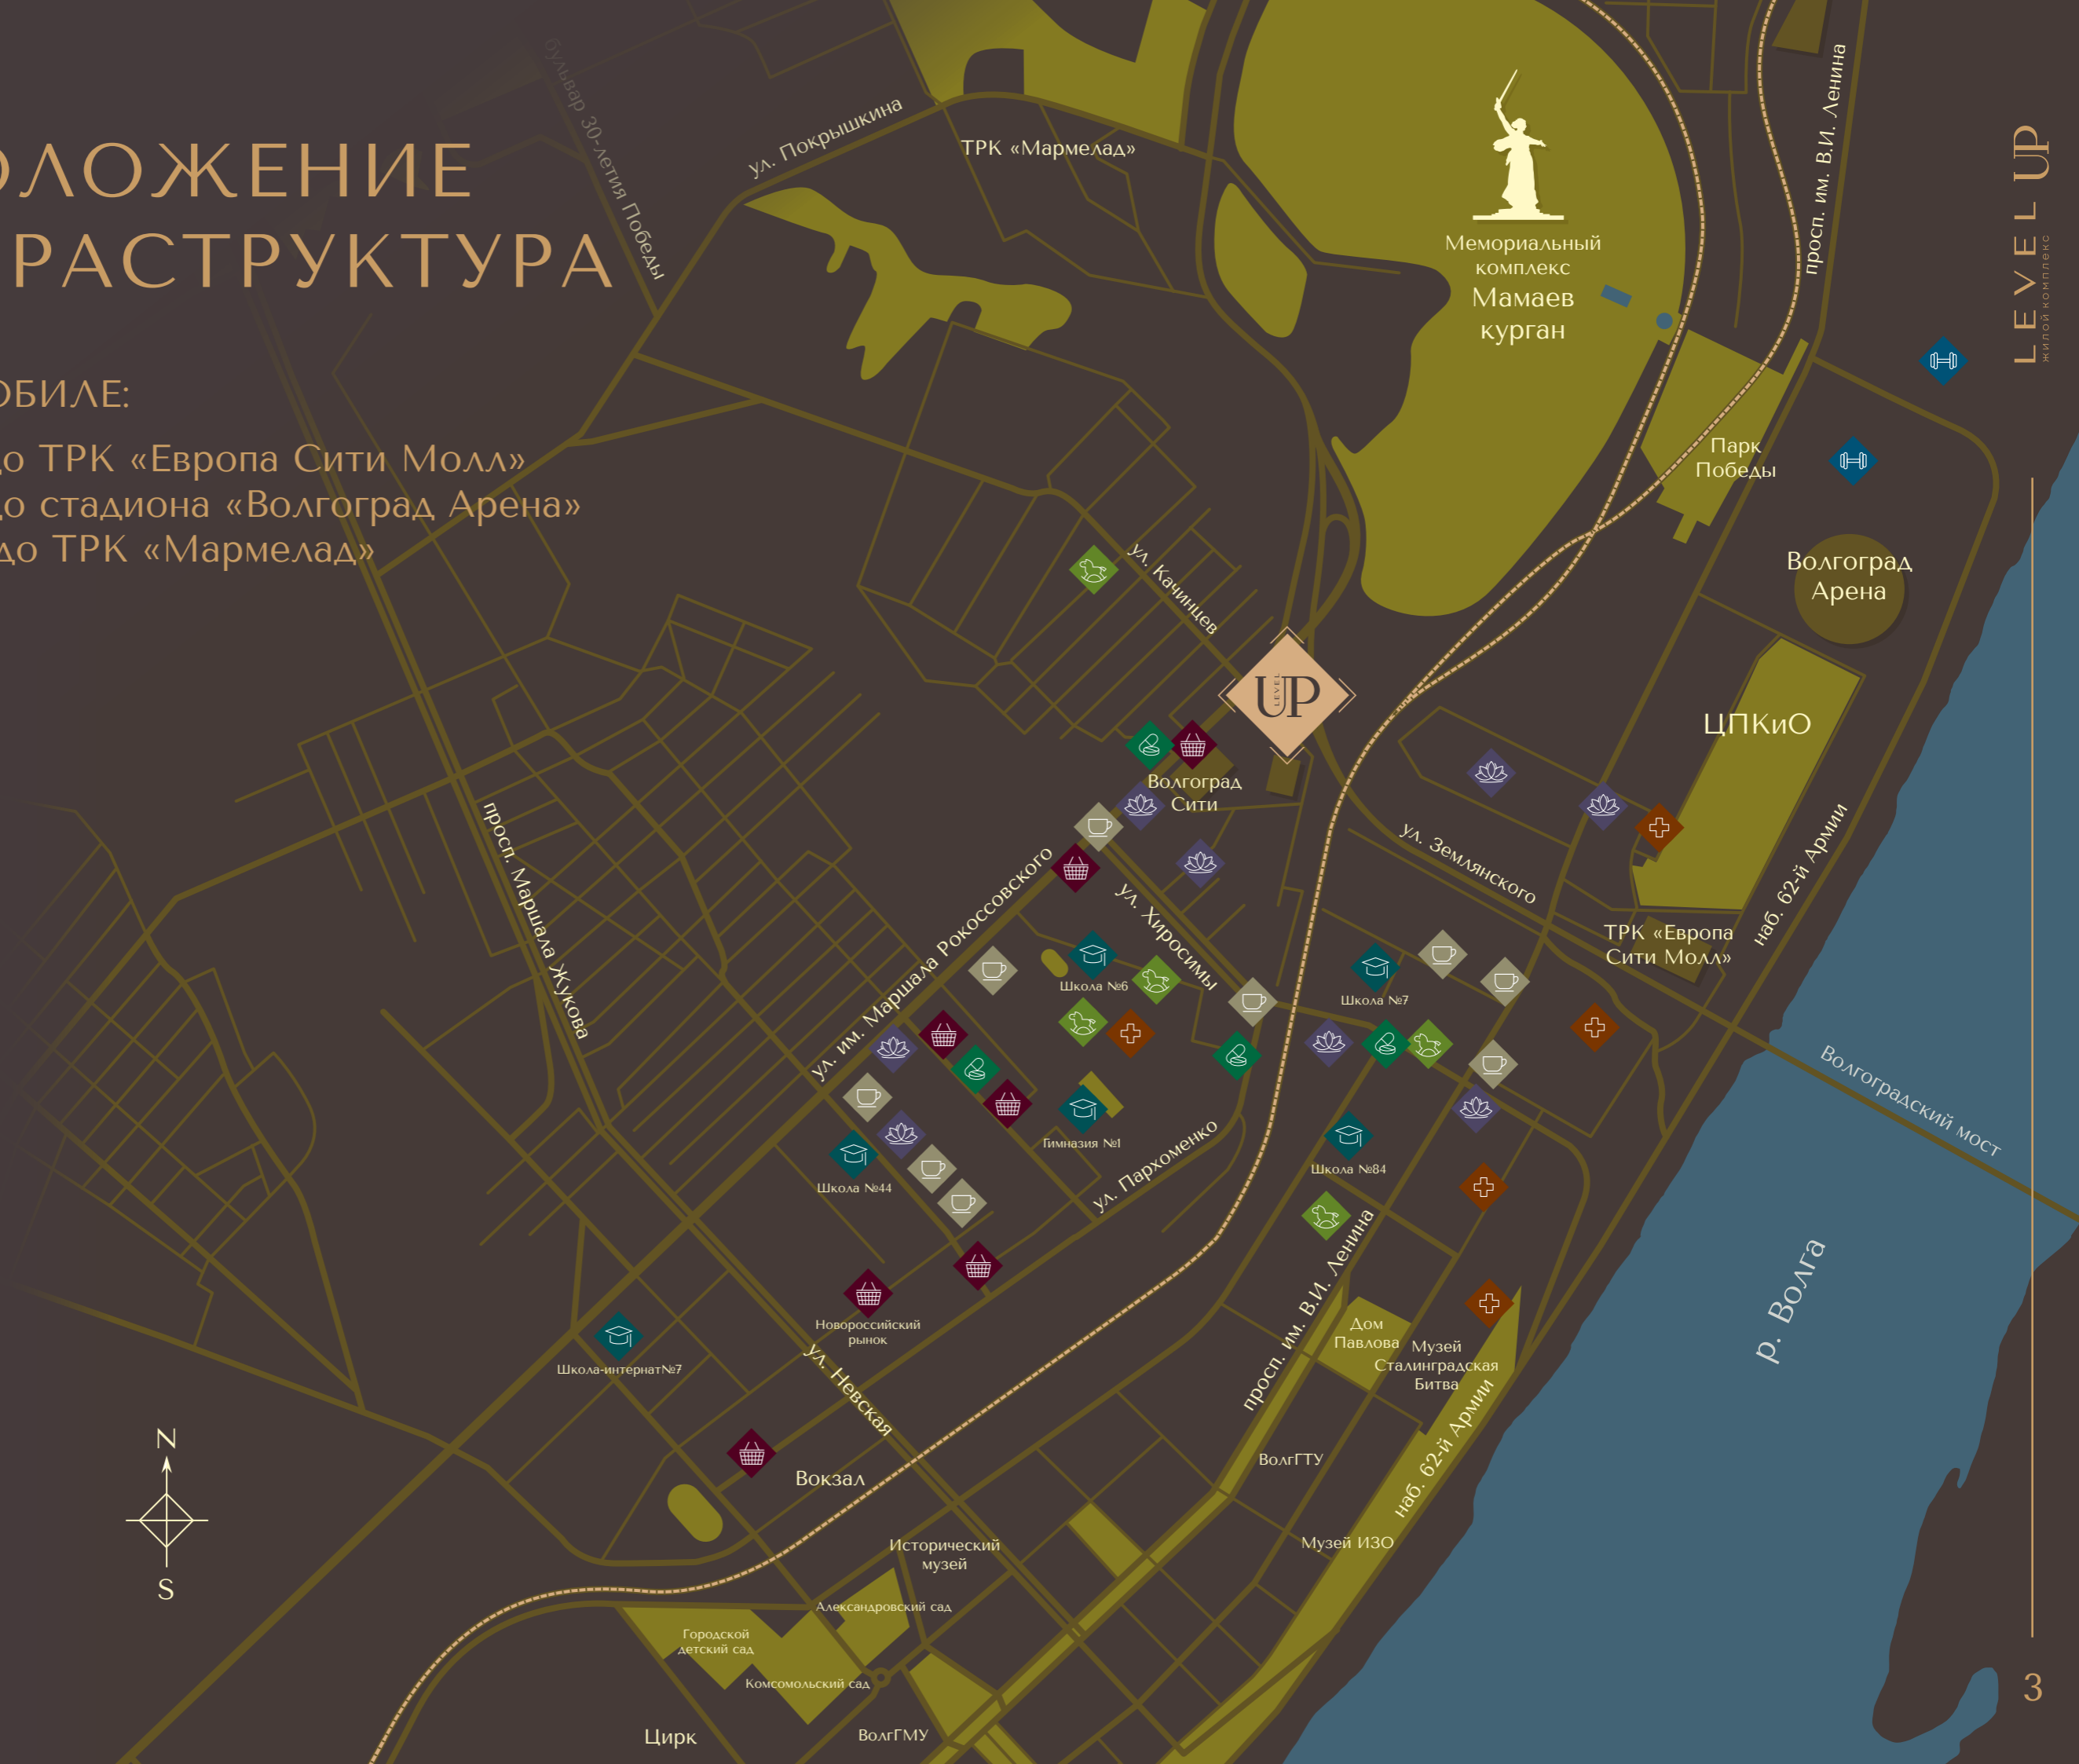 ОЛОЖЕНИЕ
РАСТРУКТУРА
ОБИЛЕ:
до ТРК «Европа Сити Молл»
до стадиона «Волгоград Арена»
до ТРК «Мармелад»
бульвар 30-летия Победы
ул. Покрышкина
ТРК «Мармелад»
Мемориальный
комплекс
Мамаев
курган
просп. им. В.И. Ленина
LEVEL UP
ЖИЛОЙ КОМПЛЕКС
Парк
Победы
Волгоград
Арена
ул. Качинцев
LEVEL
UP
ЦПКиО
Волгоград
Сити
просп. Маршала Жукова
ул. им. Маршала Рокоссовского
ул. Хиросимы
ул. Землянского
наб. 62-й Армии
ТРК «Европа
Сити Молл»
Школа №6
Школа №7
Волгоградский мост
Гимназия №1
Школа №44
ул. Пархоменко
Школа №84
р. Волга
Новороссийский
рынок
просп. им. В.И. Ленина
Дом
Павлова
Музей
Сталинградская
Битва
Школа-интернат№7
ул. Невская
наб. 62-й Армии
ВолгГТУ
Вокзал
N
S
Музей ИЗО
Исторический
музей
Александровский сад
Городской
детский сад
Комсомольский сад
Цирк
ВолгГМУ
3